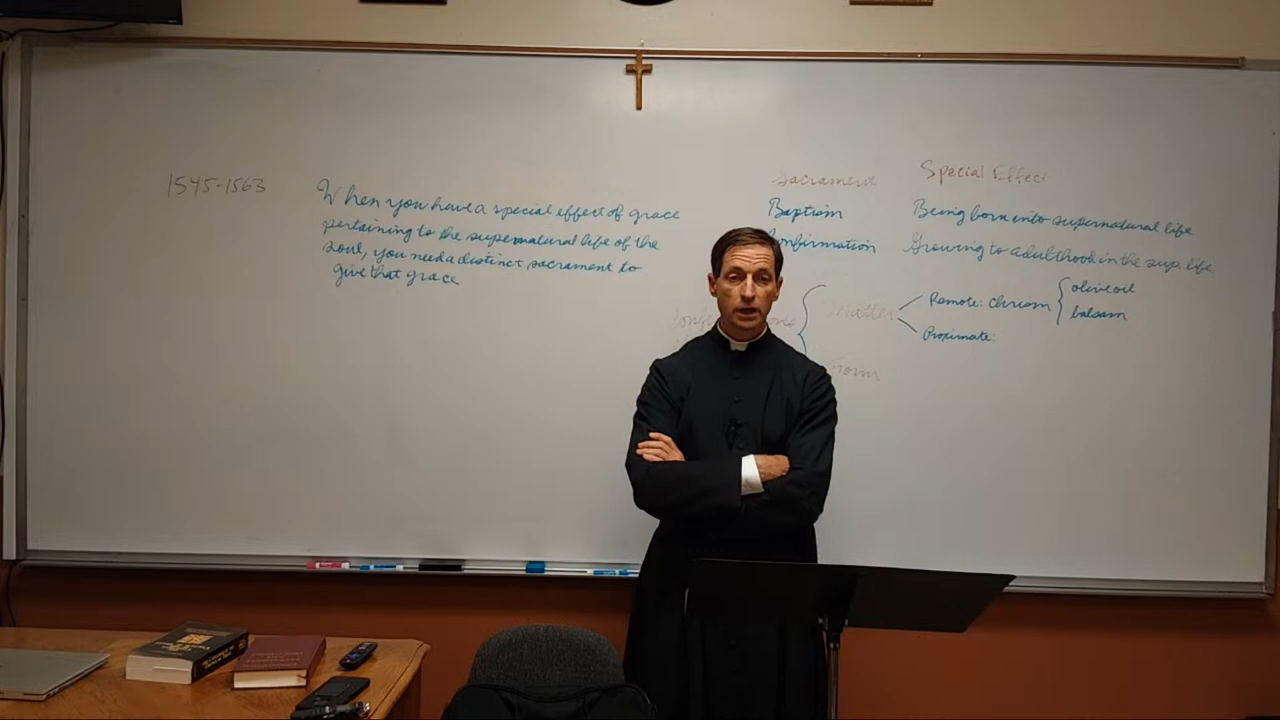 1545-1563
When you have a special effect of grace
pertaining to the supernatural life of the
soul, you need a distinct sacrament to
give that grace
Sacrament
Special Effect
Baptism
Being born into supernatural life
onfirmation
Growing to adulthood in the sup. life
Matter
Remote: chrism
olive oil
balsam
Proximate:
Form